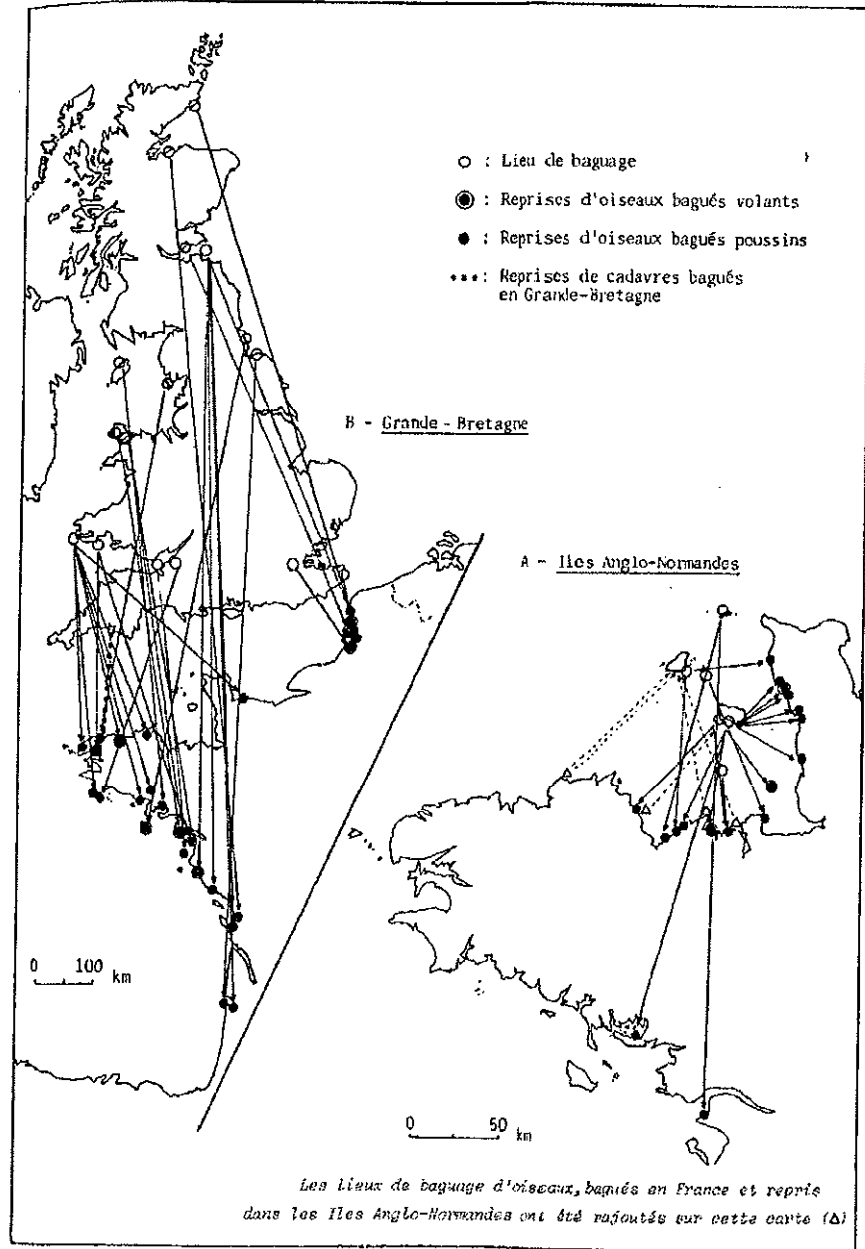 ○ : Lieu de baguage
◉ : Reprises d'oiseaux bagués volants
● : Reprises d'oiseaux bagués poussins
•••: Reprises de cadavres bagués
en Grande-Bretagne
B - Grande - Bretagne
A - Iles Anglo-Normandes
0 100 km
0 50 km
Les lieux de baguage d'oiseaux, bagués en France et repris
dans les Iles Anglo-Normandes ont été rajoutés sur cette carte (Δ)